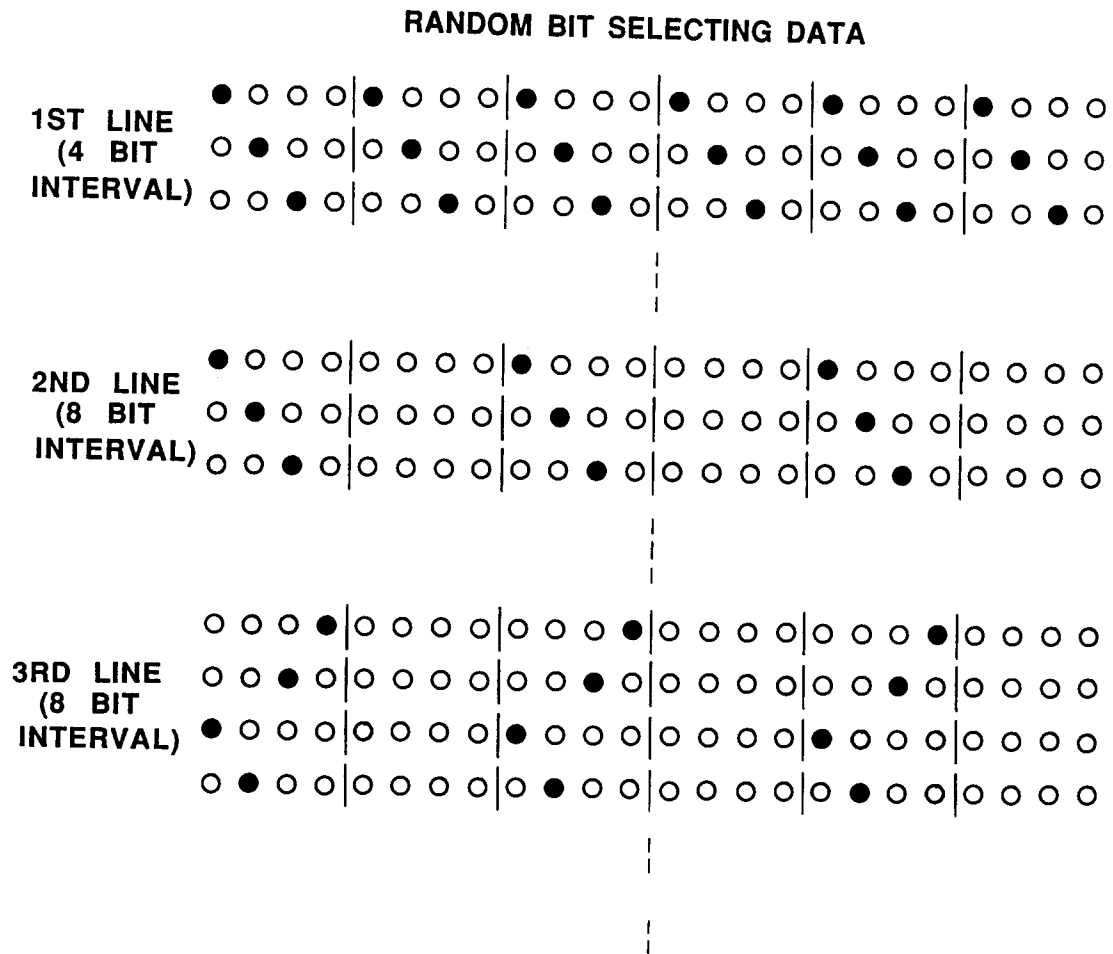 RANDOM BIT SELECTING DATA
1ST LINE
(4 BIT
INTERVAL)
2ND LINE
(8 BIT
INTERVAL)
3RD LINE
(8 BIT
INTERVAL)